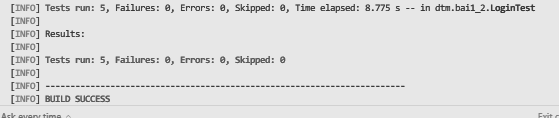 [INFO] Tests run: 5, Failures: 0, Errors: 0, Skipped: 0, Time elapsed: 8.775 s -- in dtm.bai1_2.LoginTest
[INFO]
[INFO] Results:
[INFO]
[INFO] Tests run: 5, Failures: 0, Errors: 0, Skipped: 0
[INFO]
[INFO] ------------------------------------------------------------------------
[INFO] BUILD SUCCESS
Ask every time
Exit